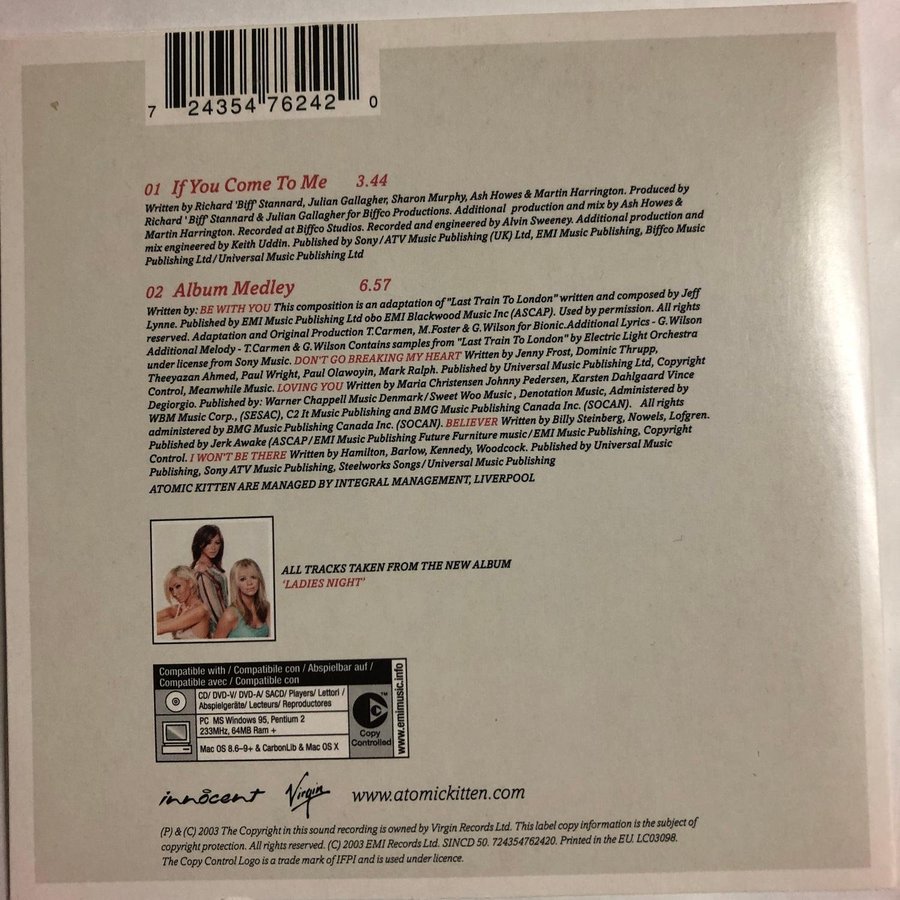 7 24354 76242 0
01 If You Come To Me 3.44
Written by Richard 'Biff' Stannard, Julian Gallagher, Sharon Murphy, Ash Howes & Martin Harrington. Produced by
Richard ' Biff' Stannard & Julian Gallagher for Biffco Productions. Additional production and mix by Ash Howes &
Martin Harrington. Recorded at Biffco Studios. Recorded and engineered by Alvin Sweeney. Additional production and
mix engineered by Keith Uddin. Published by Sony/ATV Music Publishing (UK) Ltd, EMI Music Publishing, Biffco Music
Publishing Ltd/Universal Music Publishing Ltd
02 Album Medley 6.57
Written by: BE WITH YOU This composition is an adaptation of "Last Train To London" written and composed by Jeff
Lynne. Published by EMI Music Publishing Ltd obo EMI Blackwood Music Inc (ASCAP). Used by permission. All rights
reserved. Adaptation and Original Production T.Carmen, M.Foster & G.Wilson for Bionic.Additional Lyrics - G.Wilson
Additional Melody - T.Carmen & G.Wilson Contains samples from "Last Train To London" by Electric Light Orchestra
under license from Sony Music. DON'T GO BREAKING MY HEART Written by Jenny Frost, Dominic Thrupp,
Theeyazan Ahmed, Paul Wright, Paul Olawoyin, Mark Ralph. Published by Universal Music Publishing Ltd, Copyright
Control, Meanwhile Music. LOVING YOU Written by Maria Christensen Johnny Pedersen, Karsten Dahlgaard Vince
Degiorgio. Published by: Warner Chappell Music Denmark/Sweet Woo Music , Denotation Music, Administered by
WBM Music Corp., (SESAC), C2 It Music Publishing and BMG Music Publishing Canada Inc. (SOCAN). All rights
administered by BMG Music Publishing Canada Inc. (SOCAN). BELIEVER Written by Billy Steinberg, Nowels, Lofgren.
Published by Jerk Awake (ASCAP/EMI Music Publishing Future Furniture music/EMI Music Publishing, Copyright
Control. I WON'T BE THERE Written by Hamilton, Barlow, Kennedy, Woodcock. Published by Universal Music
Publishing, Sony ATV Music Publishing, Steelworks Songs/Universal Music Publishing
ATOMIC KITTEN ARE MANAGED BY INTEGRAL MANAGEMENT, LIVERPOOL
ALL TRACKS TAKEN FROM THE NEW ALBUM
'LADIES NIGHT'
Compatible with / Compatibile con / Abspielbar auf /
Compatible avec / Compatible con
CD/ DVD-V/ DVD-A/ SACD/ Players/ Lettori /
Abspielgeräte/ Lecteurs/ Reproductores
PC MS Windows 95, Pentium 2
233MHz, 64MB Ram +
Mac OS 8.6-9+ & CarbonLib & Mac OS X
TM
Copy
Controlled
www.emimusic.info
innocent Virgin www.atomickitten.com
(P) & (C) 2003 The Copyright in this sound recording is owned by Virgin Records Ltd. This label copy information is the subject of
copyright protection. All rights reserved. (C) 2003 EMI Records Ltd. SINCD 50. 724354762420. Printed in the EU. LC03098.
The Copy Control Logo is a trade mark of IFPI and is used under licence.